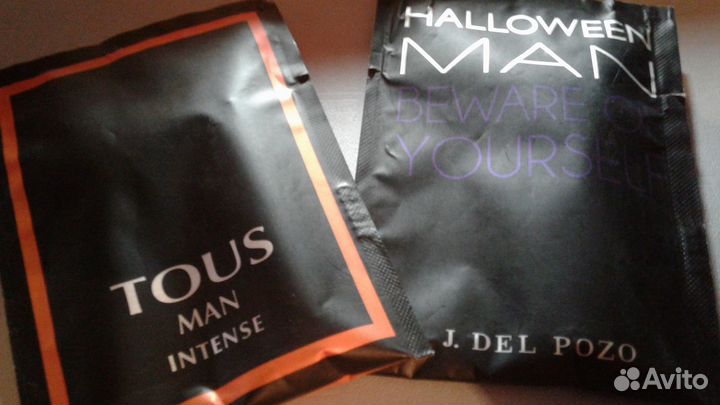 TOUS
MAN
INTENSE
HALLOWEEN
MAN
BEWARE OF
YOURSELF
J. DEL POZO
Avito